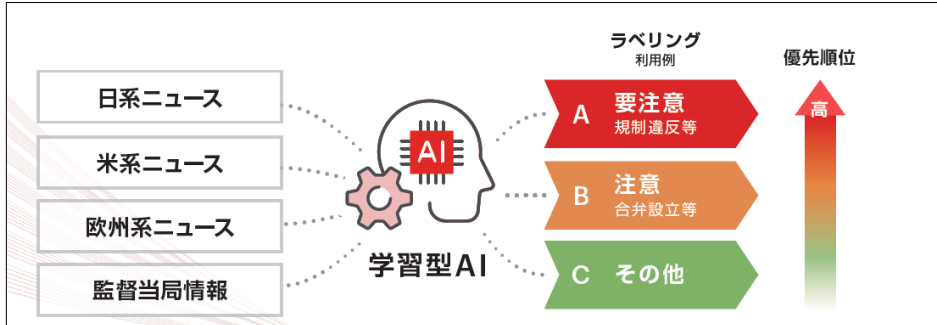 日系ニュース
米系ニュース
欧州系ニュース
監督当局情報
AI
学習型AI
ラベリング
利用例
A 要注意
規制違反等
B 注意
合弁設立等
C その他
優先順位
高